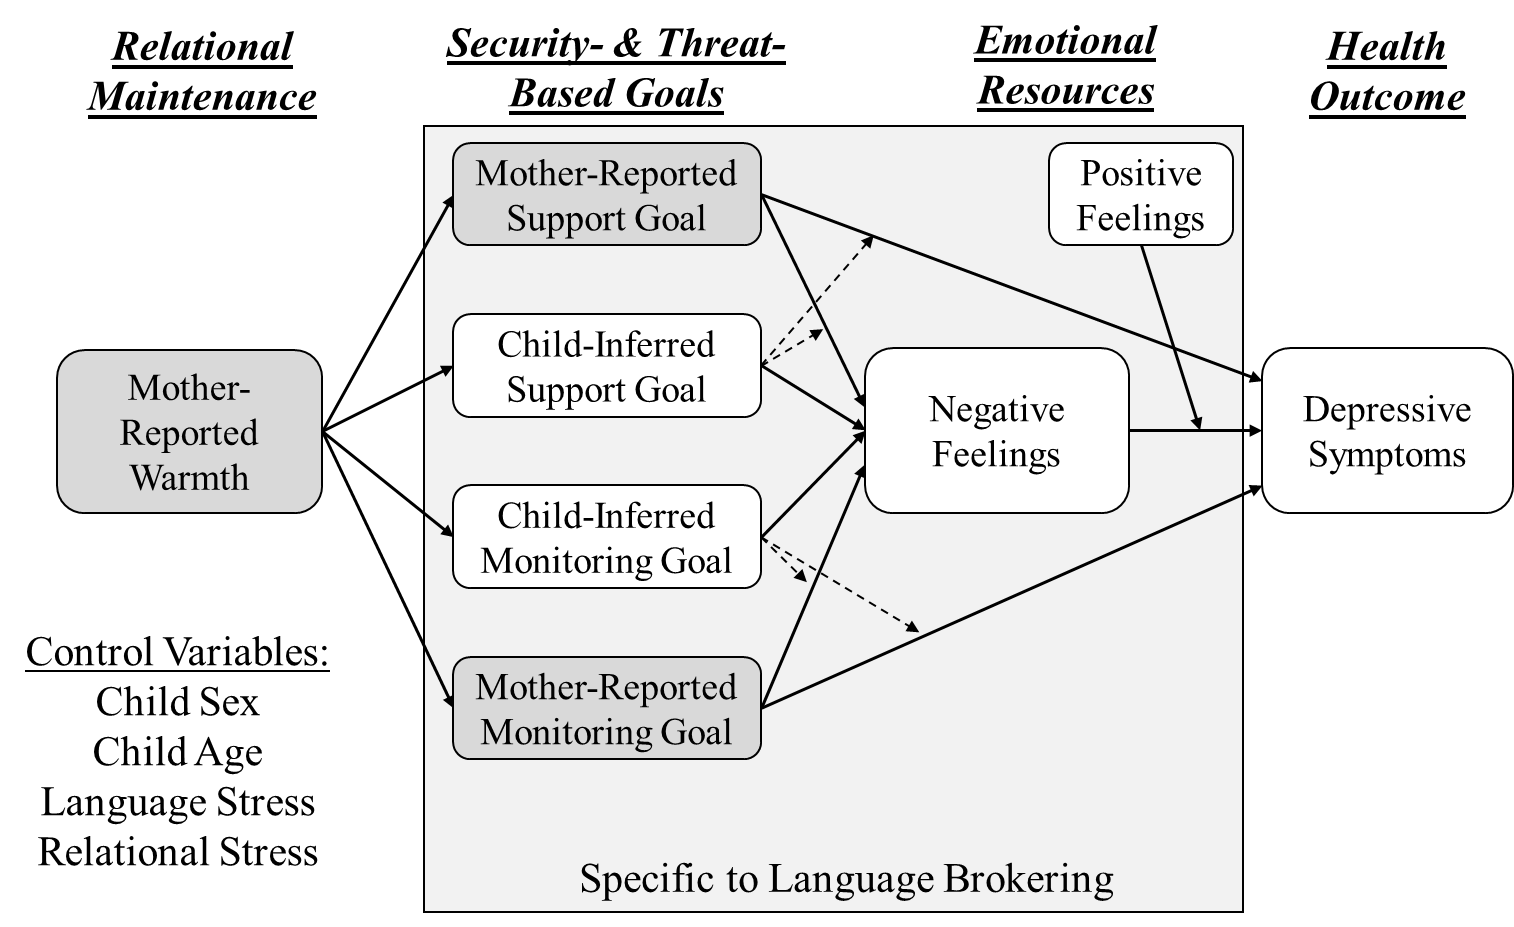 Relational
Maintenance
Security- & Threat-
Based Goals
Emotional
Resources
Health
Outcome
Mother-Reported
Support Goal
Positive
Feelings
Child-Inferred
Support Goal
Mother-
Reported
Warmth
Negative
Feelings
Depressive
Symptoms
Child-Inferred
Monitoring Goal
Mother-Reported
Monitoring Goal
Control Variables:
Child Sex
Child Age
Language Stress
Relational Stress
Specific to Language Brokering